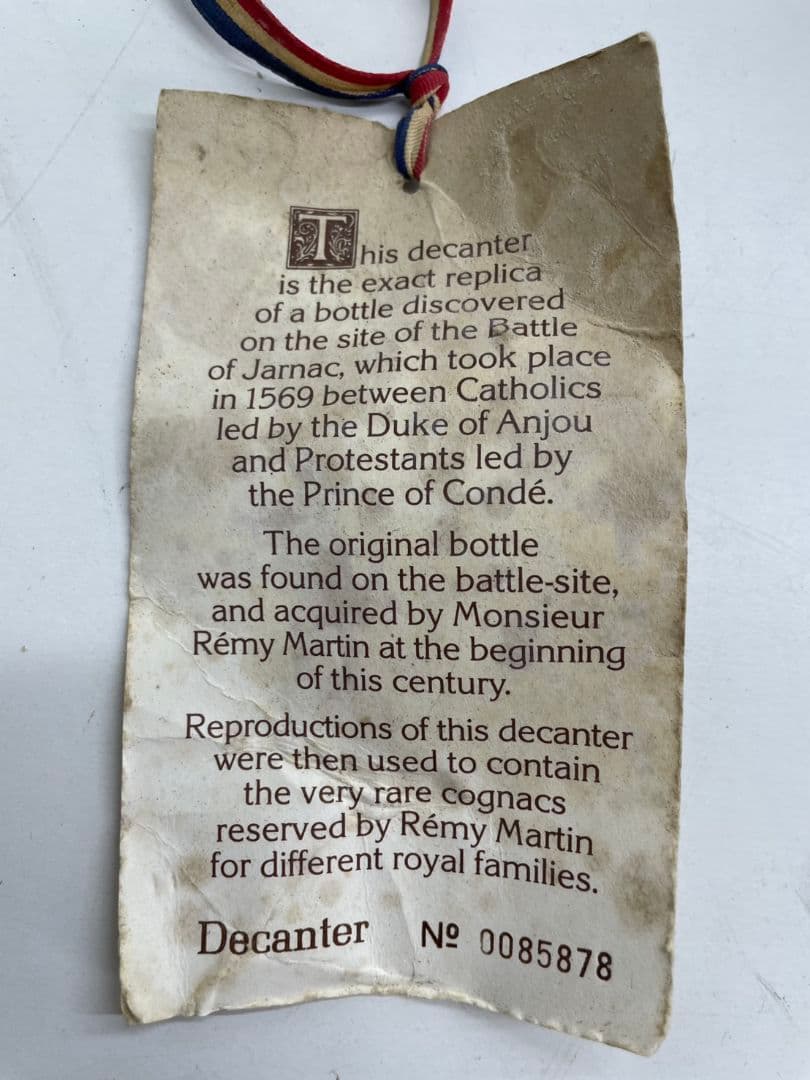 This decanter
is the exact replica
of a bottle discovered
on the site of the Battle
of Jarnac, which took place
in 1569 between Catholics
led by the Duke of Anjou
and Protestants led by
the Prince of Condé.
The original bottle
was found on the battle-site,
and acquired by Monsieur
Rémy Martin at the beginning
of this century.
Reproductions of this decanter
were then used to contain
the very rare cognacs
reserved by Rémy Martin
for different royal families.
Decanter Nº 0085878